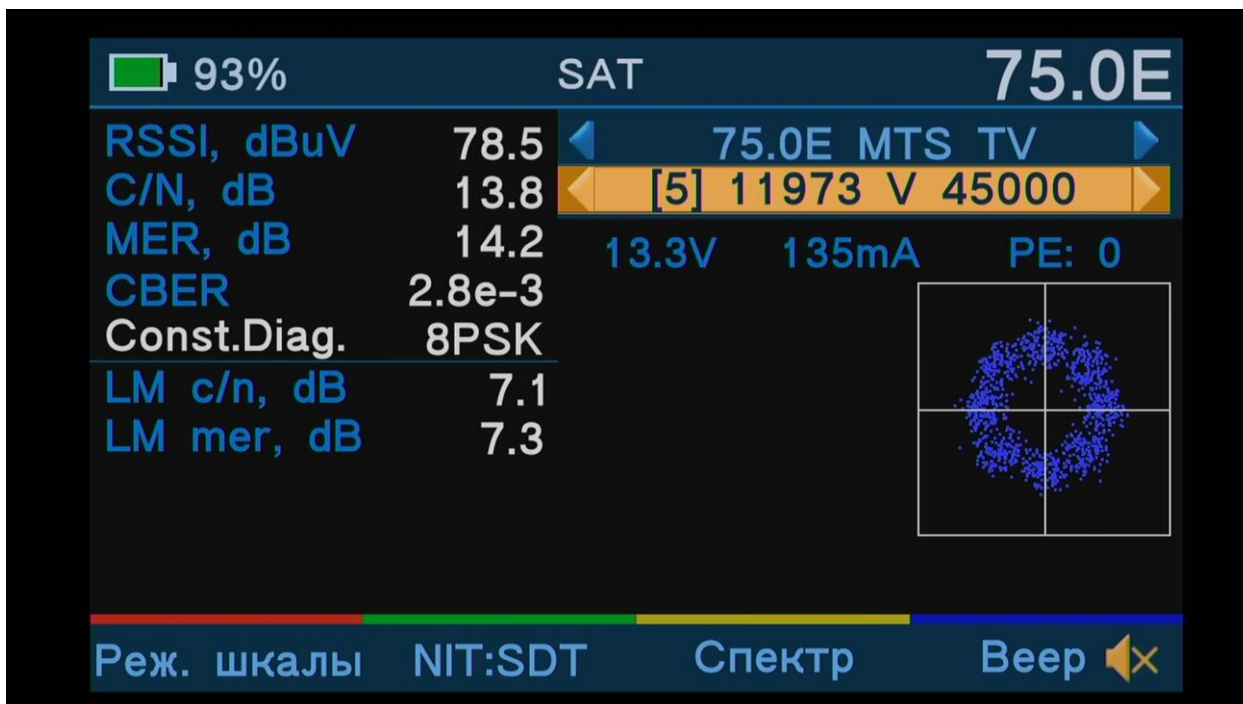 93% SAT 75.0E
RSSI, dBuV 78.5
C/N, dB 13.8
MER, dB 14.2
CBER 2.8e-3
Const.Diag. 8PSK
LM c/n, dB 7.1
LM mer, dB 7.3
75.0E MTS TV
[5] 11973 V 45000
13.3V 135mA PE: 0
Реж. шкалы NIT:SDT Спектр Beep